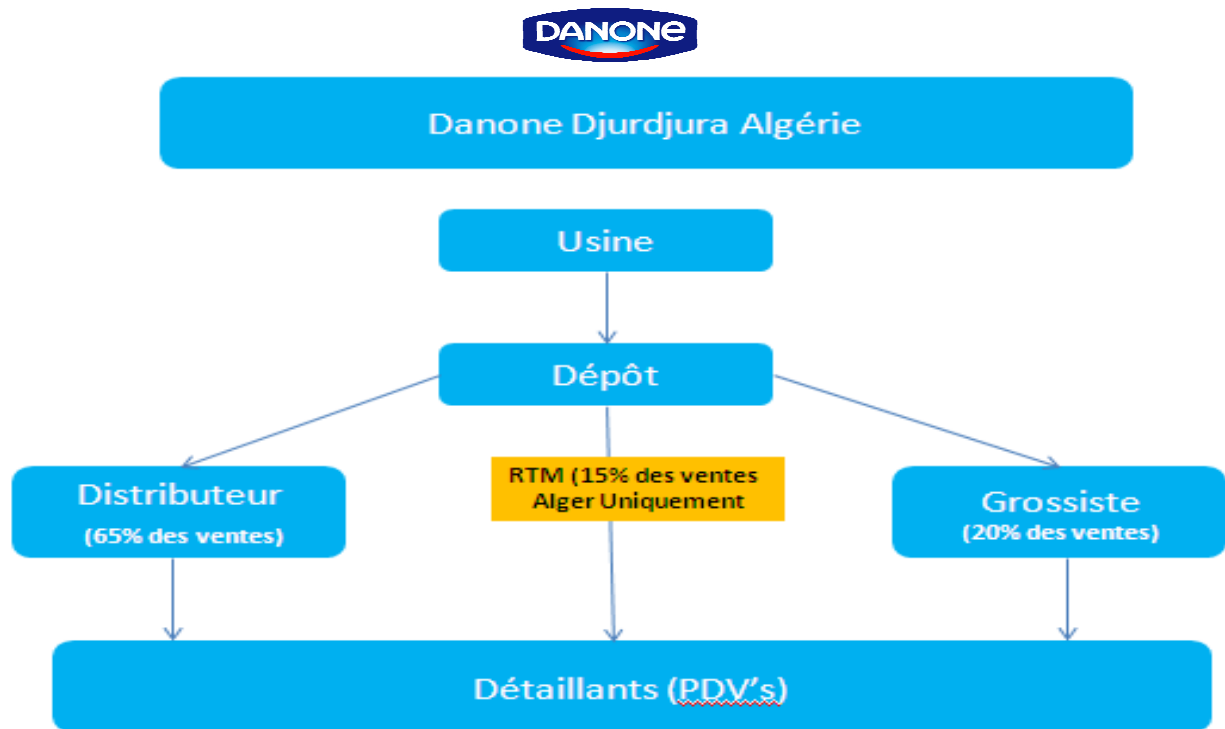 DANONE
Danone Djurdjura Algérie
Usine
Dépôt
Distributeur
(65% des ventes)
RTM (15% des ventes
Alger Uniquement
Grossiste
(20% des ventes)
Détaillants (PDV's)